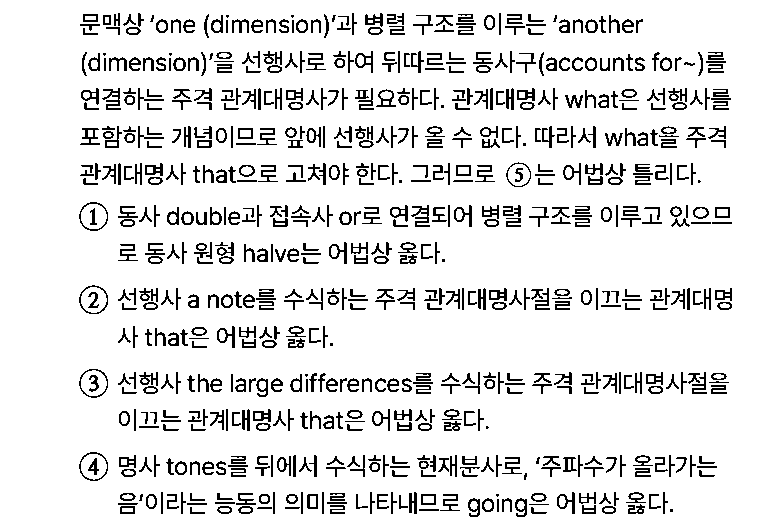 문맥상 ‘one (dimension)’과 병렬 구조를 이루는 ‘another
(dimension)’을 선행사로 하여 뒤따르는 동사구(accounts for~)를
연결하는 주격 관계대명사가 필요하다. 관계대명사 what은 선행사를
포함하는 개념이므로 앞에 선행사가 올 수 없다. 따라서 what을 주격
관계대명사 that으로 고쳐야 한다. 그러므로 ⑤는 어법상 틀리다.
① 동사 double과 접속사 or로 연결되어 병렬 구조를 이루고 있으므
로 동사 원형 halve는 어법상 옳다.
② 선행사 a note를 수식하는 주격 관계대명사절을 이끄는 관계대명
사 that은 어법상 옳다.
③ 선행사 the large differences를 수식하는 주격 관계대명사절을
이끄는 관계대명사 that은 어법상 옳다.
④ 명사 tones를 뒤에서 수식하는 현재분사로, ‘주파수가 올라가는
음’이라는 능동의 의미를 나타내므로 going은 어법상 옳다.